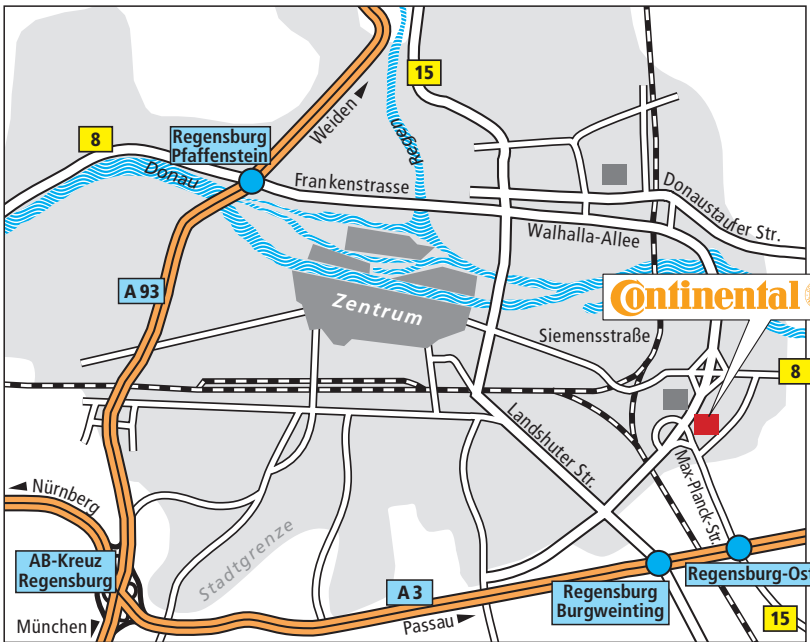 15
8
Regensburg
Pfaffenstein
Weiden
Regen
Donau
Frankenstrasse
Donaustaufer Str.
Walhalla-Allee
A 93
Zentrum
Continental
Siemensstraße
8
Landshuter Str.
Max-Planck-Str.
Nürnberg
Stadtgrenze
AB-Kreuz
Regensburg
A 3
Regensburg
Burgweinting
Regensburg-Ost
München
Passau
15